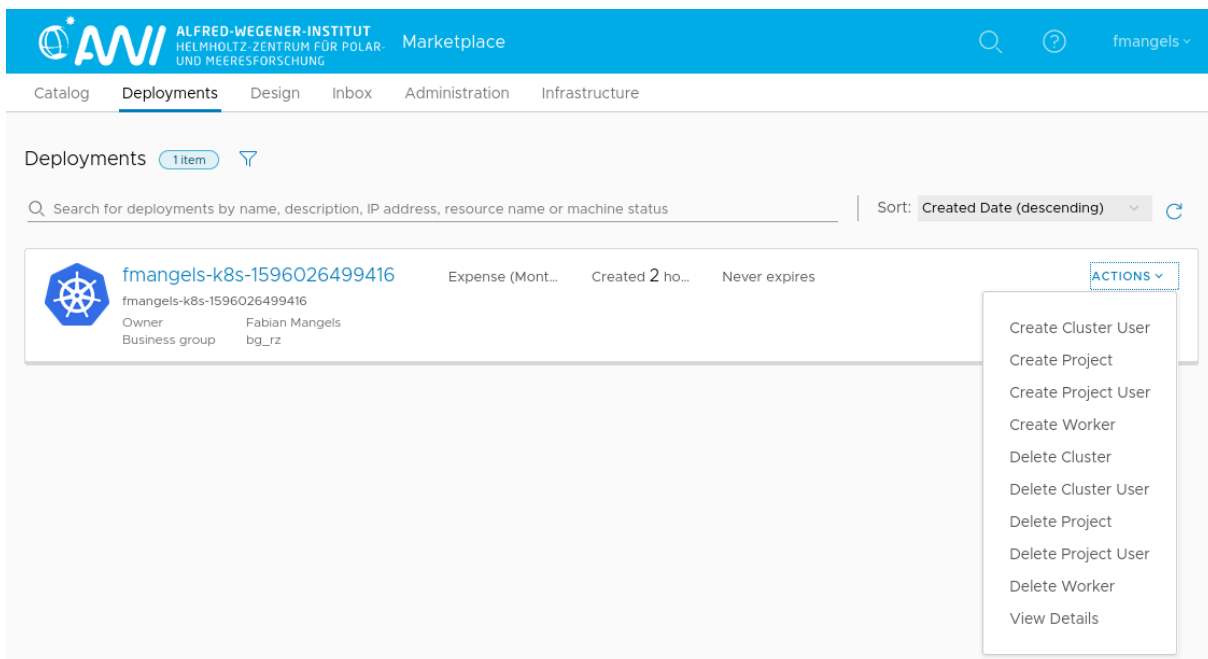 AWI
ALFRED-WEGENER-INSTITUT
HELMHOLTZ-ZENTRUM FÜR POLAR-
UND MEERESFORSCHUNG
Marketplace
fmangels
Catalog Deployments Design Inbox Administration Infrastructure
Deployments 1 item
Search for deployments by name, description, IP address, resource name or machine status
Sort: Created Date (descending)
fmangels-k8s-1596026499416 Expense (Mont... Created 2 ho... Never expires ACTIONS
fmangels-k8s-1596026499416
Owner Fabian Mangels
Business group bg_rz
Create Cluster User
Create Project
Create Project User
Create Worker
Delete Cluster
Delete Cluster User
Delete Project
Delete Project User
Delete Worker
View Details